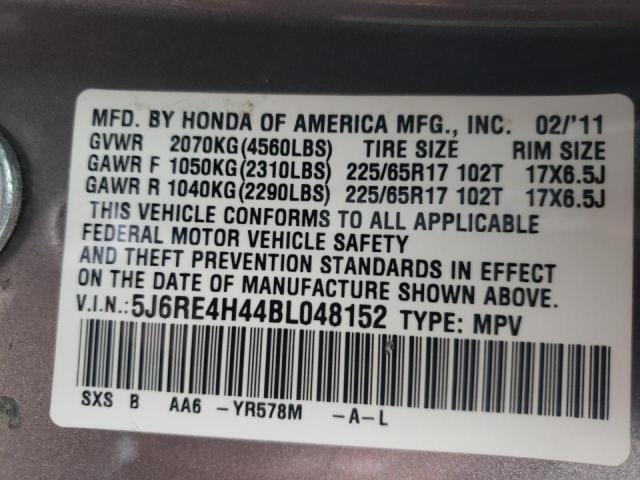 MFD. BY HONDA OF AMERICA MFG., INC. 02/'11
GVWR 2070KG(4560LBS) TIRE SIZE RIM SIZE
GAWR F 1050KG(2310LBS) 225/65R17 102T 17X6.5J
GAWR R 1040KG(2290LBS) 225/65R17 102T 17X6.5J
THIS VEHICLE CONFORMS TO ALL APPLICABLE
FEDERAL MOTOR VEHICLE SAFETY
AND THEFT PREVENTION STANDARDS IN EFFECT
ON THE DATE OF MANUFACTURE SHOWN ABOVE.
V.I.N.:5J6RE4H44BL048152 TYPE: MPV
SXS B AA6 -YR578M -A-L